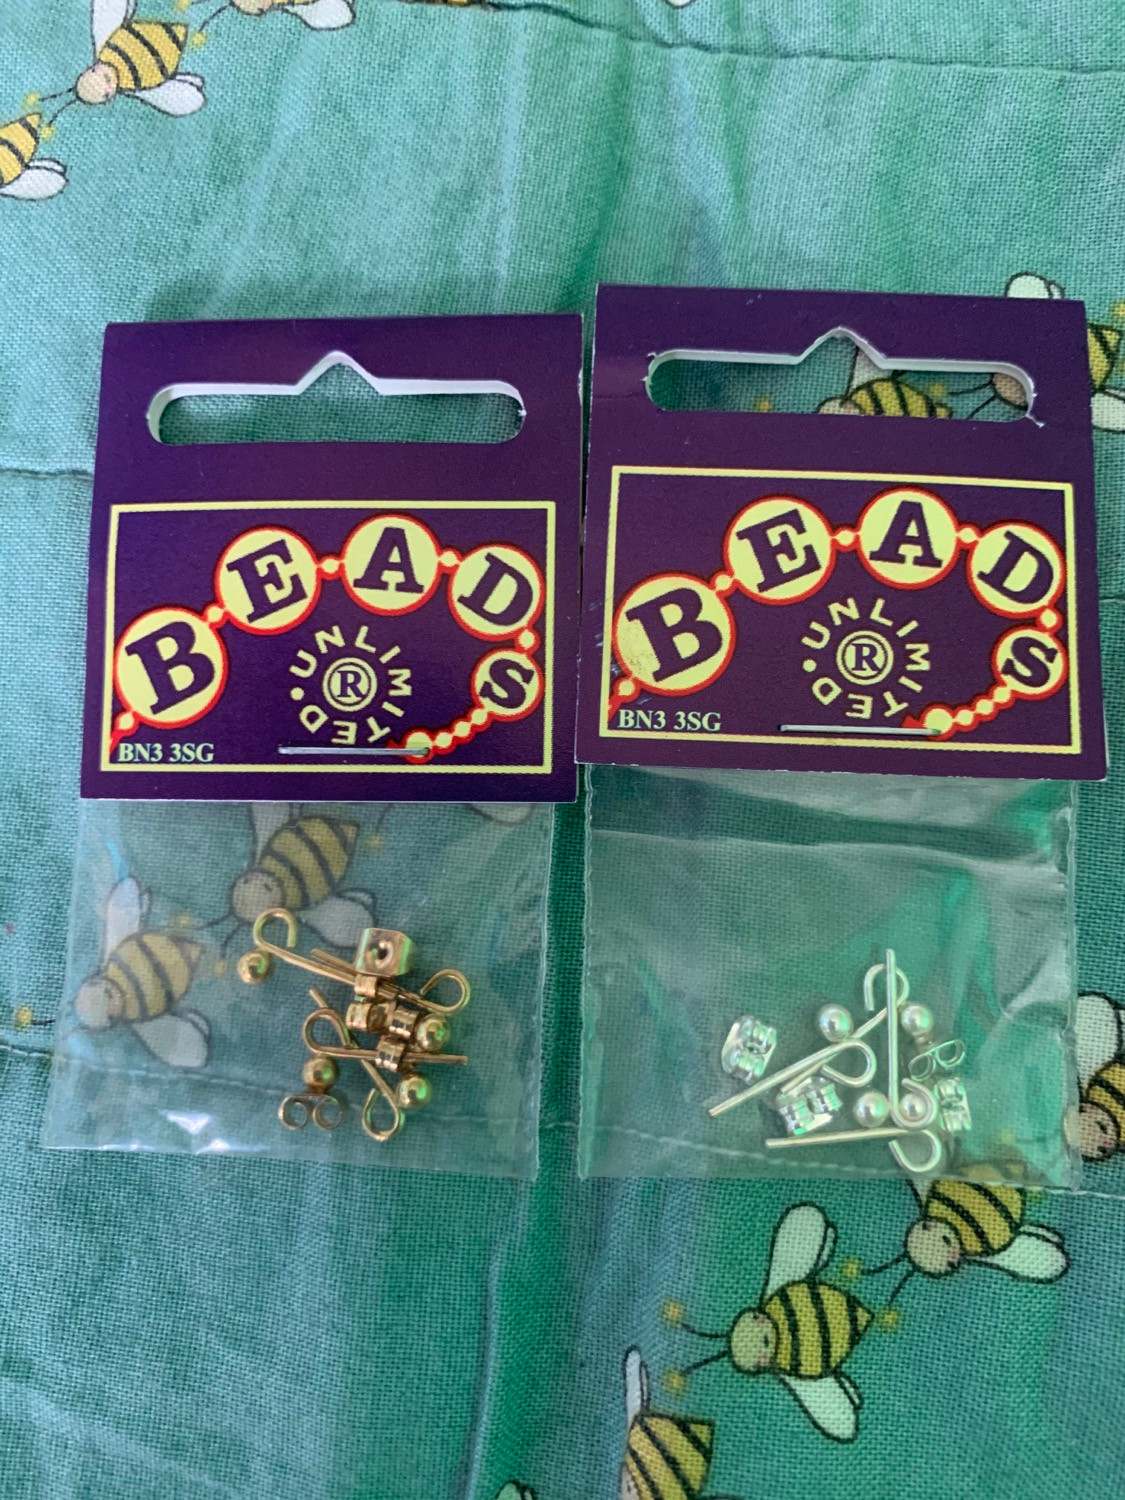 BEADS
UNLIMITED
®
BN3 3SG
BEADS
UNLIMITED
®
BN3 3SG